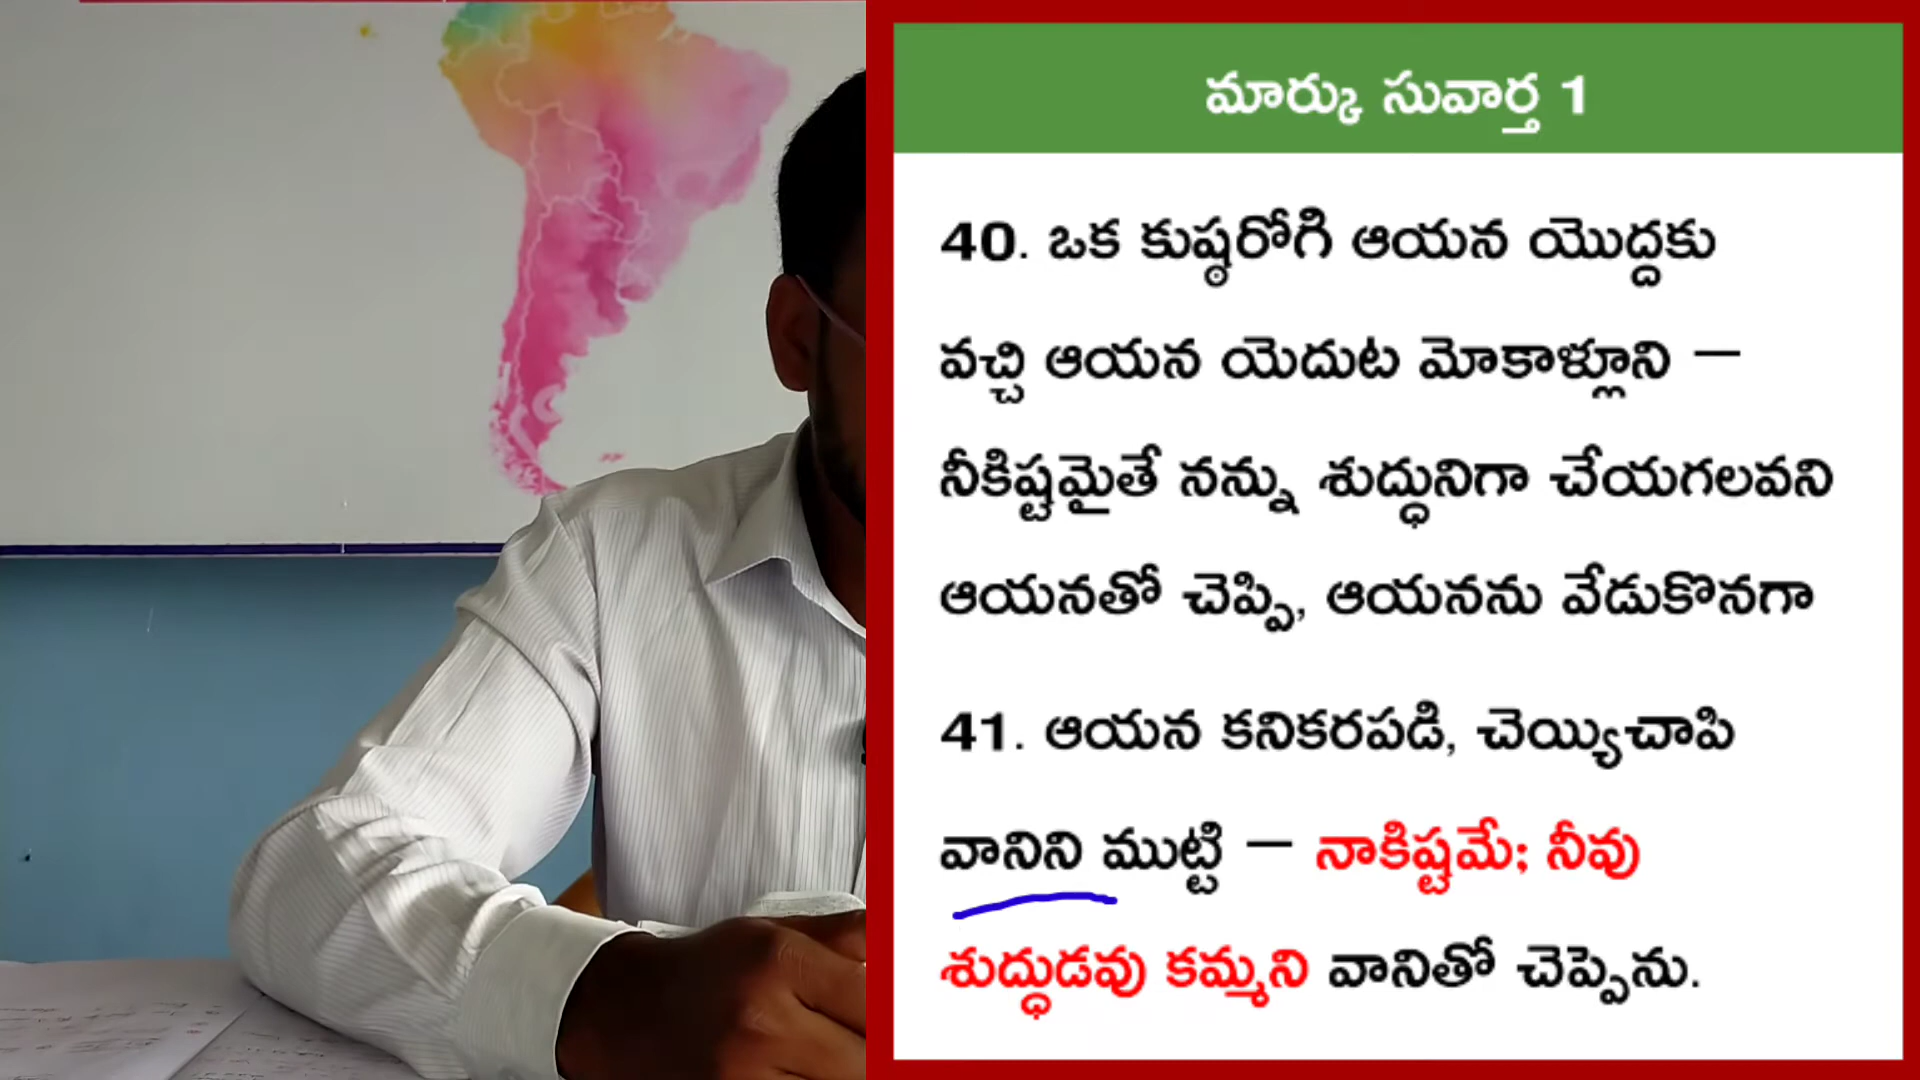 మార్కు సువార్త 1
40. ఒక కుష్ఠరోగి ఆయన యొద్దకు
వచ్చి ఆయన యెదుట మోకాళ్లూని —
నీకిష్టమైతే నన్ను శుద్ధునిగా చేయగలవని
ఆయనతో చెప్పి, ఆయనను వేడుకొనగా
41. ఆయన కనికరపడి, చెయ్యిచాపి
వానిని ముట్టి — నాకిష్టమే; నీవు
శుద్ధుడవు కమ్మని వానితో చెప్పెను.